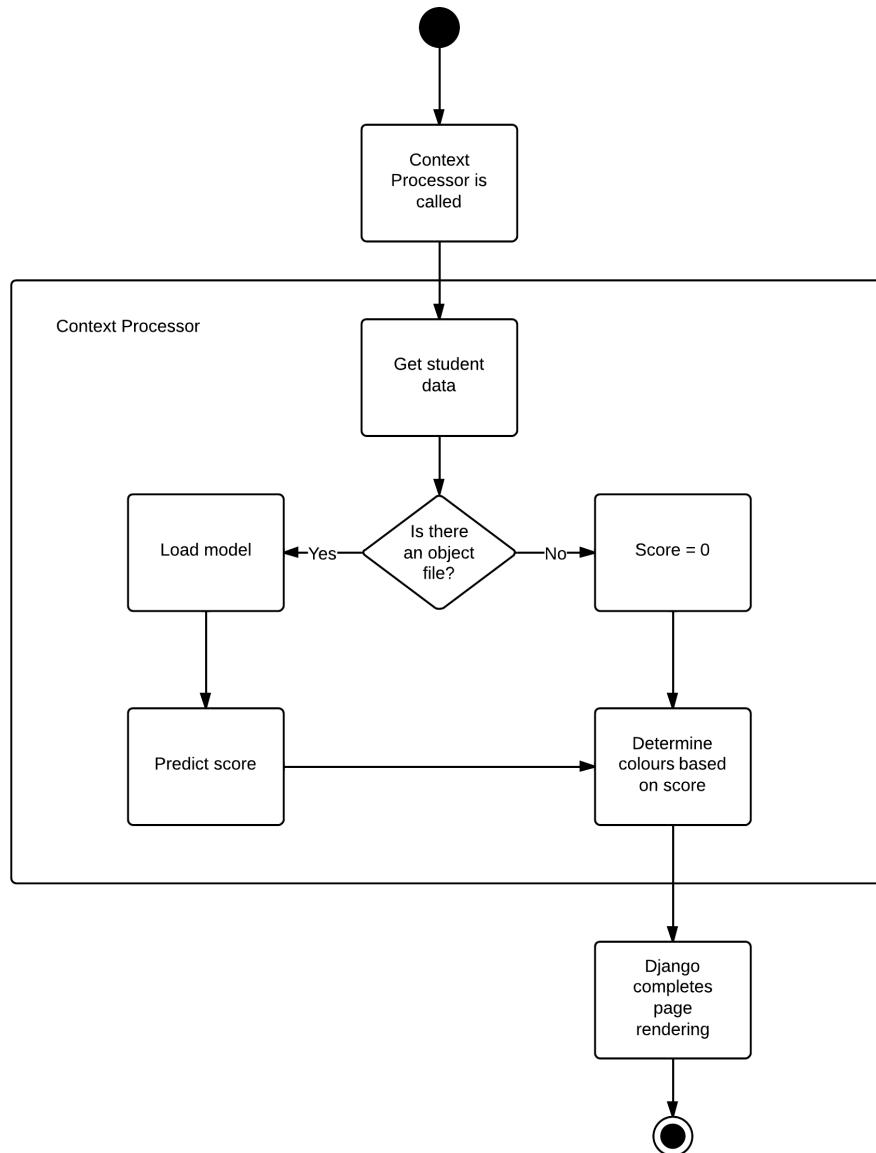 Context
Processor is
called
Context Processor
Get student
data
Is there
an object
file?
Load model
Yes
No
Score = 0
Predict score
Determine
colours based
on score
Django
completes
page
rendering